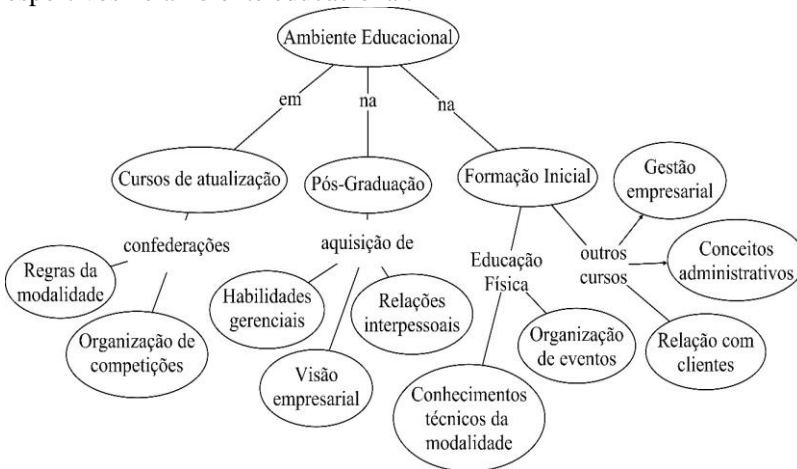 Ambiente Educacional
em
na
na
Cursos de atualização
Pós-Graduação
Formação Inicial
Gestão
empresarial
confederações
aquisição de
Educação
Física
outros
cursos
Conceitos
administrativos
Regras da
modalidade
Habilidades
gerenciais
Relações
interpessoais
Organização de
competições
Organização
de eventos
Relação com
clientes
Visão
empresarial
Conhecimentos
técnicos da
modalidade